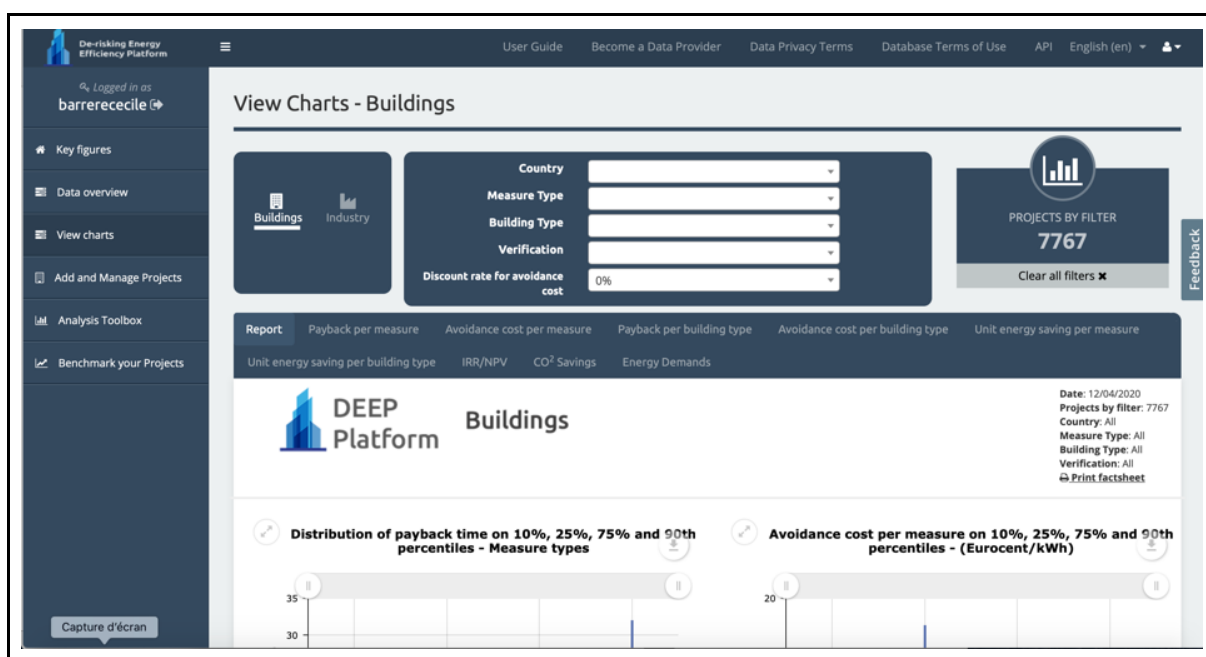 De-risking Energy
Efficiency Platform
User Guide Become a Data Provider Data Privacy Terms Database Terms of Use API English (en)
Logged in as
barrerececile
View Charts - Buildings
Key figures
Data overview
View charts
Add and Manage Projects
Analysis Toolbox
Benchmark your Projects
Buildings Industry
Country
Measure Type
Building Type
Verification
Discount rate for avoidance
cost
0%
PROJECTS BY FILTER
7767
Clear all filters ✖
Feedback
Report Payback per measure Avoidance cost per measure Payback per building type Avoidance cost per building type Unit energy saving per measure
Unit energy saving per building type IRR/NPV CO² Savings Energy Demands
DEEP
Platform
Buildings
Date: 12/04/2020
Projects by filter: 7767
Country: All
Measure Type: All
Building Type: All
Verification: All
Print factsheet
Distribution of payback time on 10%, 25%, 75% and 90th
percentiles - Measure types
35
30
Avoidance cost per measure on 10%, 25%, 75% and 90th
percentiles - (Eurocent/kWh)
20
Capture d'écran